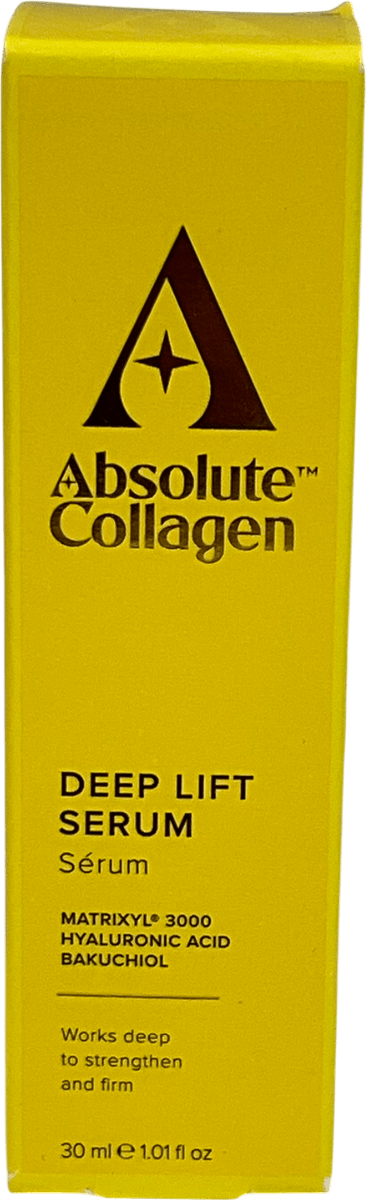 Absolute™
Collagen
DEEP LIFT
SERUM
Sérum
MATRIXYL® 3000
HYALURONIC ACID
BAKUCHIOL
Works deep
to strengthen
and firm
30 ml ℮ 1.01 fl oz